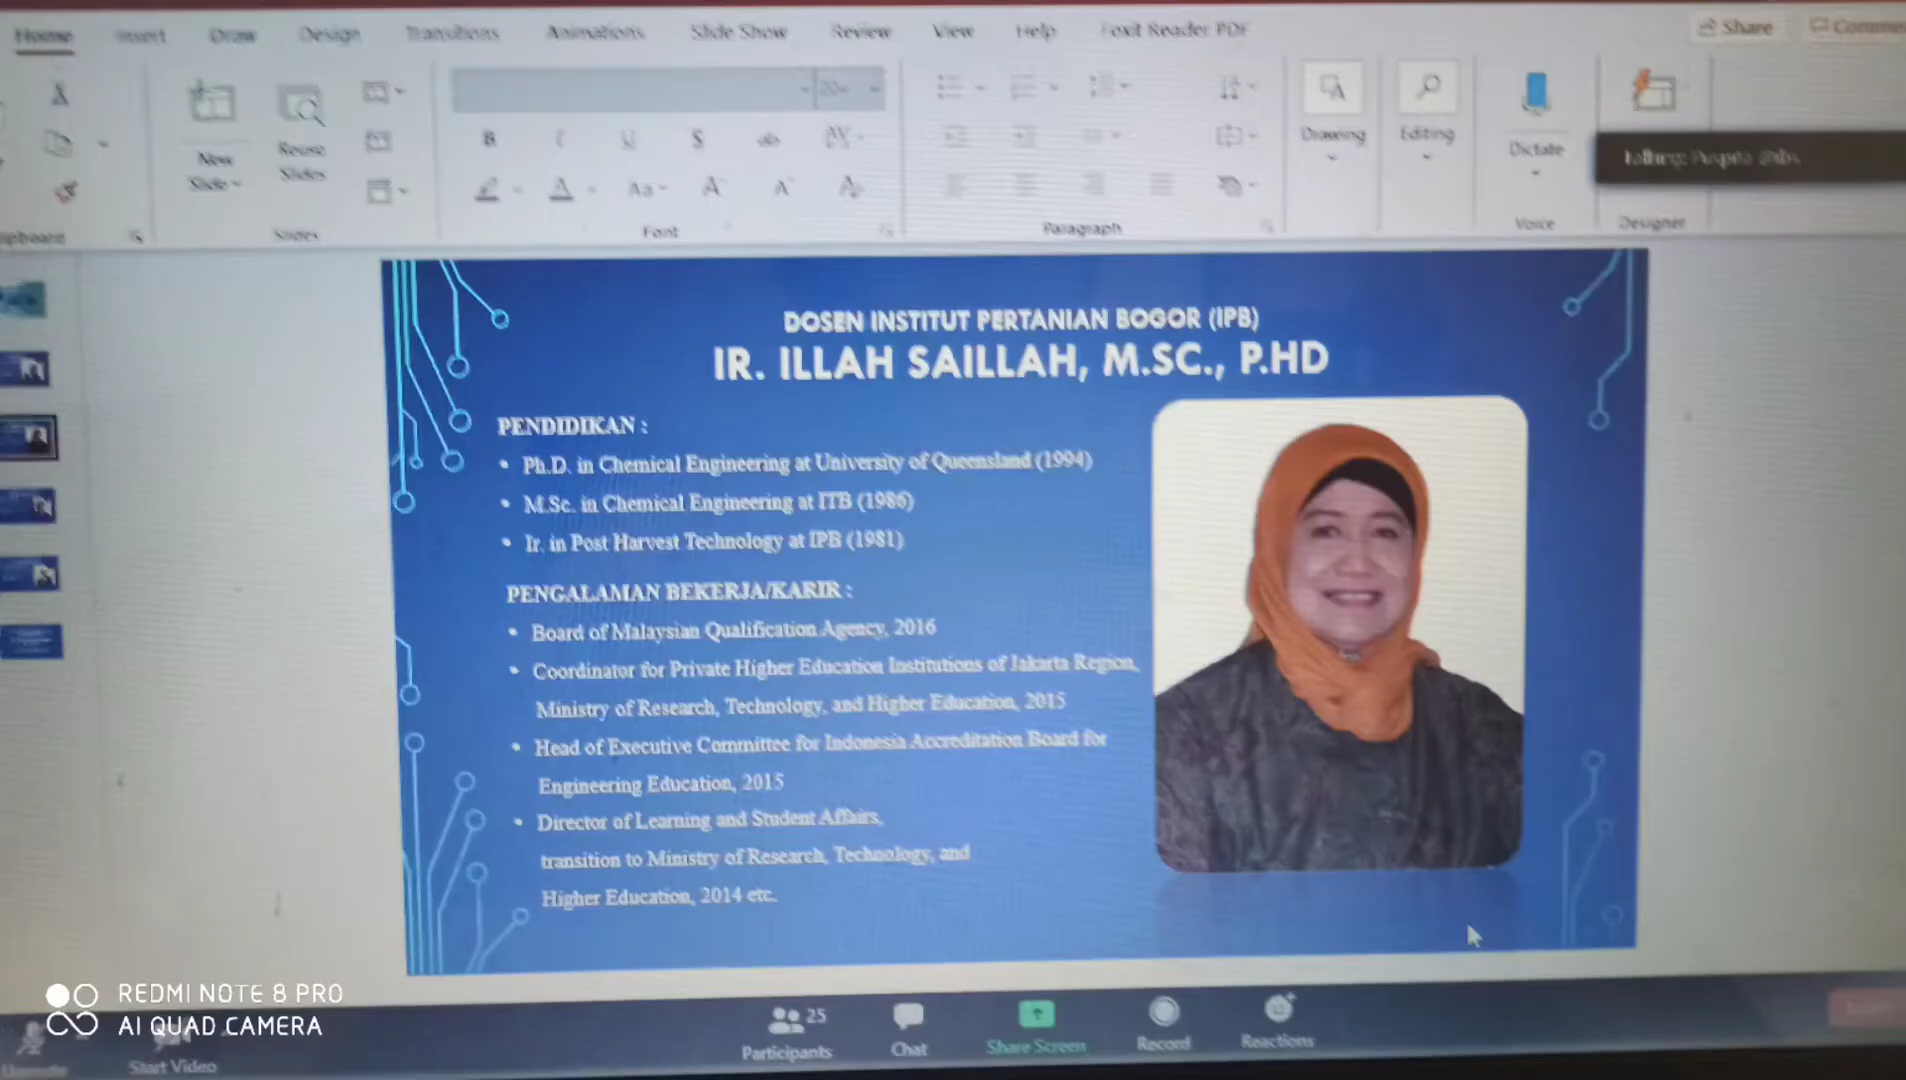 Home Insert Draw Design Transitions Animations Slide Show Review View Help Foxit Reader PDF Share
New Slide
Reuse Slides
Drawing
Editing
Dictate
Slides
Font
Paragraph
Voice
Designer
DOSEN INSTITUT PERTANIAN BOGOR (IPB)
IR. ILLAH SAILLAH, M.SC., P.HD
PENDIDIKAN :
• Ph.D. in Chemical Engineering at University of Queensland (1994)
• M.Sc. in Chemical Engineering at ITB (1986)
• Ir. in Post Harvest Technology at IPB (1981)
PENGALAMAN BEKERJA/KARIR :
• Board of Malaysian Qualification Agency, 2016
• Coordinator for Private Higher Education Institutions of Jakarta Region,
Ministry of Research, Technology, and Higher Education, 2015
• Head of Executive Committee for Indonesia Accreditation Board for
Engineering Education, 2015
• Director of Learning and Student Affairs,
transition to Ministry of Research, Technology, and
Higher Education, 2014 etc.
REDMI NOTE 8 PRO
AI QUAD CAMERA
Start Video
25
Participants
Chat
Share Screen
Record
Reactions